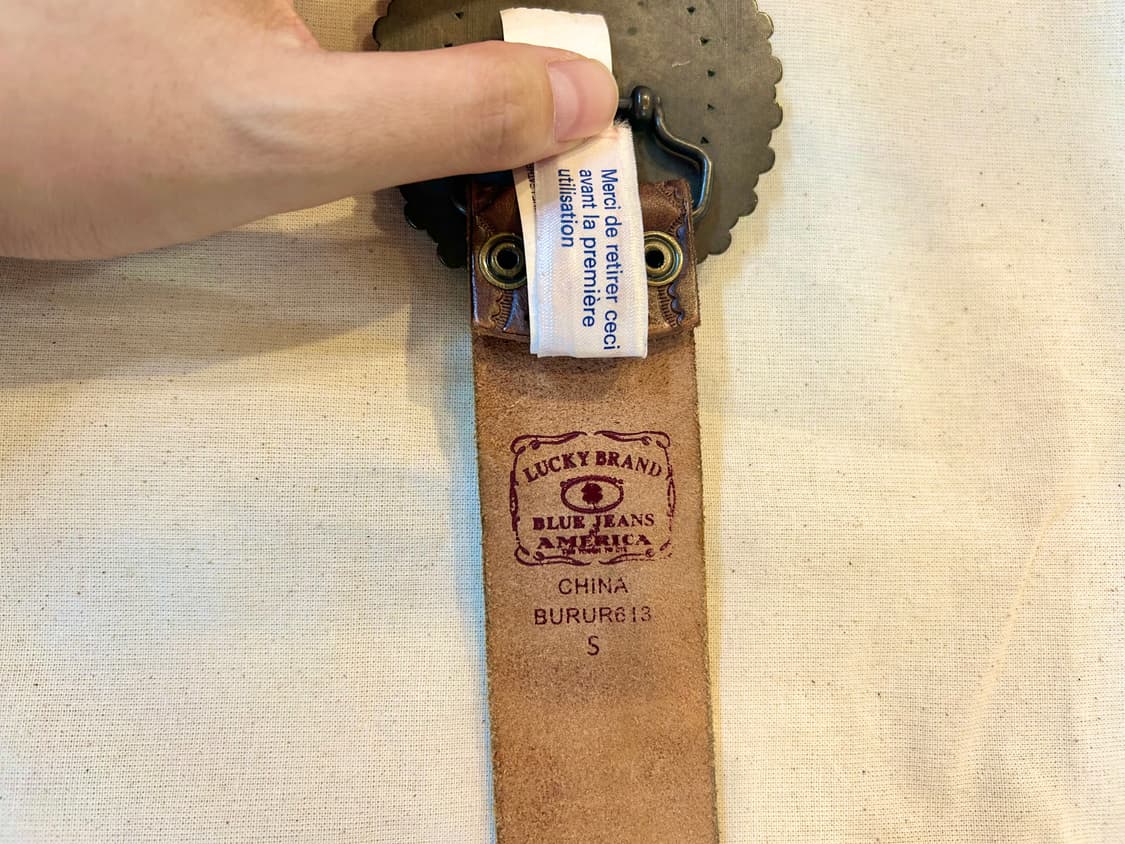 Merci de retirer ceci
avant la première
utilisation
LUCKY BRAND
BLUE JEANS
AMERICA
CHINA
BURUR613
S